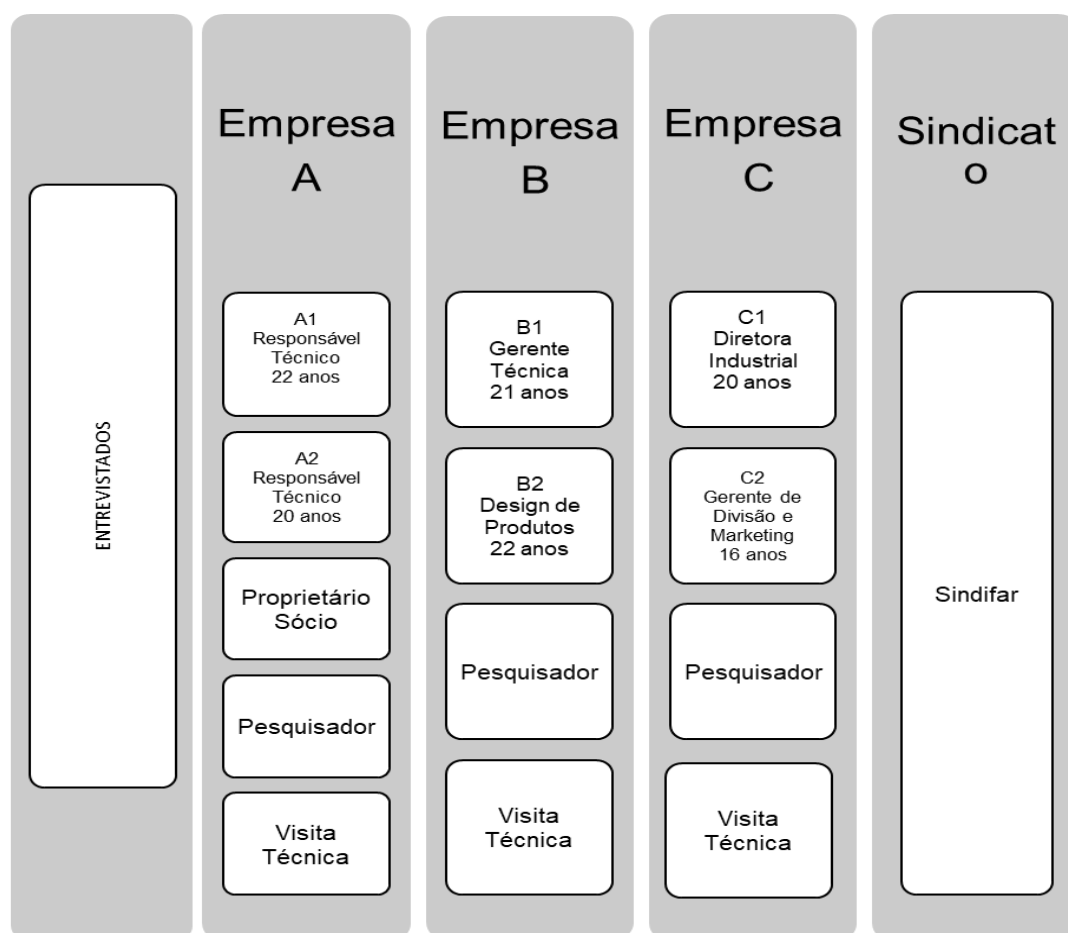 ENTREVISTADOS
Empresa
A
A1
Responsável
Técnico
22 anos
A2
Responsável
Técnico
20 anos
Proprietário
Sócio
Pesquisador
Visita
Técnica
Empresa
B
B1
Gerente
Técnica
21 anos
B2
Design de
Produtos
22 anos
Pesquisador
Visita
Técnica
Empresa
C
C1
Diretora
Industrial
20 anos
C2
Gerente de
Divisão e
Marketing
16 anos
Pesquisador
Visita
Técnica
Sindicat
o
Sindifar